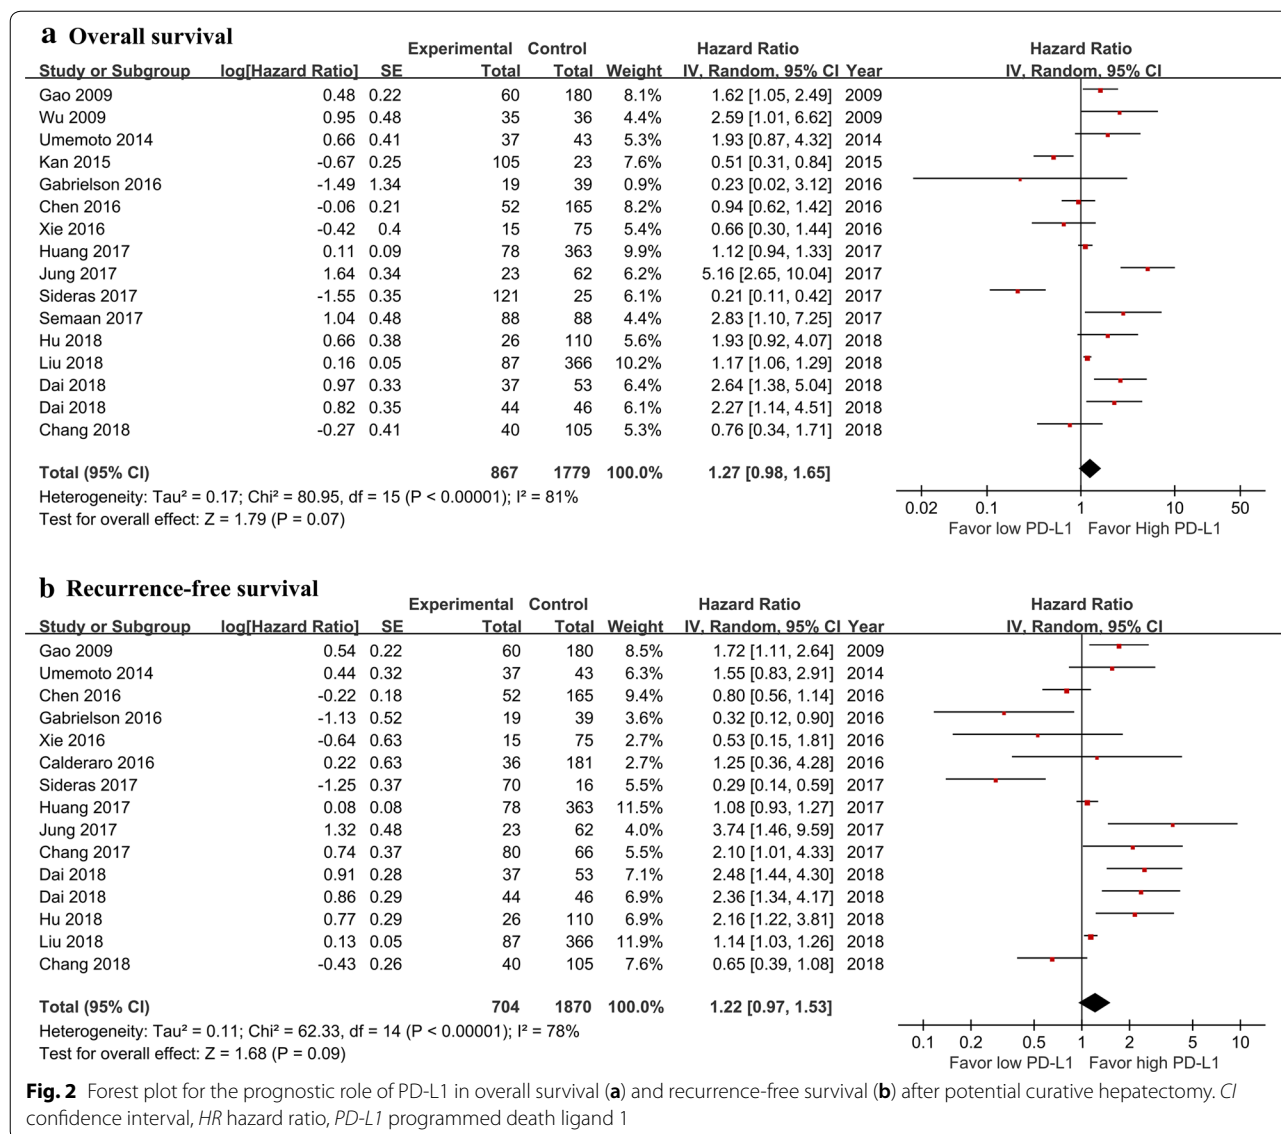 a Overall survival
Experimental Control Hazard Ratio Hazard Ratio
Study or Subgroup log[Hazard Ratio] SE Total Total Weight IV, Random, 95% CI Year IV, Random, 95% CI
Gao 2009 0.48 0.22 60 180 8.1% 1.62 [1.05, 2.49] 2009
Wu 2009 0.95 0.48 35 36 4.4% 2.59 [1.01, 6.62] 2009
Umemoto 2014 0.66 0.41 37 43 5.3% 1.93 [0.87, 4.32] 2014
Kan 2015 -0.67 0.25 105 23 7.6% 0.51 [0.31, 0.84] 2015
Gabrielson 2016 -1.49 1.34 19 39 0.9% 0.23 [0.02, 3.12] 2016
Chen 2016 -0.06 0.21 52 165 8.2% 0.94 [0.62, 1.42] 2016
Xie 2016 -0.42 0.4 15 75 5.4% 0.66 [0.30, 1.44] 2016
Huang 2017 0.11 0.09 78 363 9.9% 1.12 [0.94, 1.33] 2017
Jung 2017 1.64 0.34 23 62 6.2% 5.16 [2.65, 10.04] 2017
Sideras 2017 -1.55 0.35 121 25 6.1% 0.21 [0.11, 0.42] 2017
Semaan 2017 1.04 0.48 88 88 4.4% 2.83 [1.10, 7.25] 2017
Hu 2018 0.66 0.38 26 110 5.6% 1.93 [0.92, 4.07] 2018
Liu 2018 0.16 0.05 87 366 10.2% 1.17 [1.06, 1.29] 2018
Dai 2018 0.97 0.33 37 53 6.4% 2.64 [1.38, 5.04] 2018
Dai 2018 0.82 0.35 44 46 6.1% 2.27 [1.14, 4.51] 2018
Chang 2018 -0.27 0.41 40 105 5.3% 0.76 [0.34, 1.71] 2018
Total (95% CI) 867 1779 100.0% 1.27 [0.98, 1.65]
Heterogeneity: Tau² = 0.17; Chi² = 80.95, df = 15 (P < 0.00001); I² = 81%
Test for overall effect: Z = 1.79 (P = 0.07)
0.02 0.1 1 10 50
Favor low PD-L1 Favor High PD-L1
b Recurrence-free survival
Experimental Control Hazard Ratio Hazard Ratio
Study or Subgroup log[Hazard Ratio] SE Total Total Weight IV, Random, 95% CI Year IV, Random, 95% CI
Gao 2009 0.54 0.22 60 180 8.5% 1.72 [1.11, 2.64] 2009
Umemoto 2014 0.44 0.32 37 43 6.3% 1.55 [0.83, 2.91] 2014
Chen 2016 -0.22 0.18 52 165 9.4% 0.80 [0.56, 1.14] 2016
Gabrielson 2016 -1.13 0.52 19 39 3.6% 0.32 [0.12, 0.90] 2016
Xie 2016 -0.64 0.63 15 75 2.7% 0.53 [0.15, 1.81] 2016
Calderaro 2016 0.22 0.63 36 181 2.7% 1.25 [0.36, 4.28] 2016
Sideras 2017 -1.25 0.37 70 16 5.5% 0.29 [0.14, 0.59] 2017
Huang 2017 0.08 0.08 78 363 11.5% 1.08 [0.93, 1.27] 2017
Jung 2017 1.32 0.48 23 62 4.0% 3.74 [1.46, 9.59] 2017
Chang 2017 0.74 0.37 80 66 5.5% 2.10 [1.01, 4.33] 2017
Dai 2018 0.91 0.28 37 53 7.1% 2.48 [1.44, 4.30] 2018
Dai 2018 0.86 0.29 44 46 6.9% 2.36 [1.34, 4.17] 2018
Hu 2018 0.77 0.29 26 110 6.9% 2.16 [1.22, 3.81] 2018
Liu 2018 0.13 0.05 87 366 11.9% 1.14 [1.03, 1.26] 2018
Chang 2018 -0.43 0.26 40 105 7.6% 0.65 [0.39, 1.08] 2018
Total (95% CI) 704 1870 100.0% 1.22 [0.97, 1.53]
Heterogeneity: Tau² = 0.11; Chi² = 62.33, df = 14 (P < 0.00001); I² = 78%
Test for overall effect: Z = 1.68 (P = 0.09)
0.1 0.2 0.5 1 2 5 10
Favor low PD-L1 Favor high PD-L1
Fig. 2 Forest plot for the prognostic role of PD-L1 in overall survival (a) and recurrence-free survival (b) after potential curative hepatectomy. CI
confidence interval, HR hazard ratio, PD-L1 programmed death ligand 1